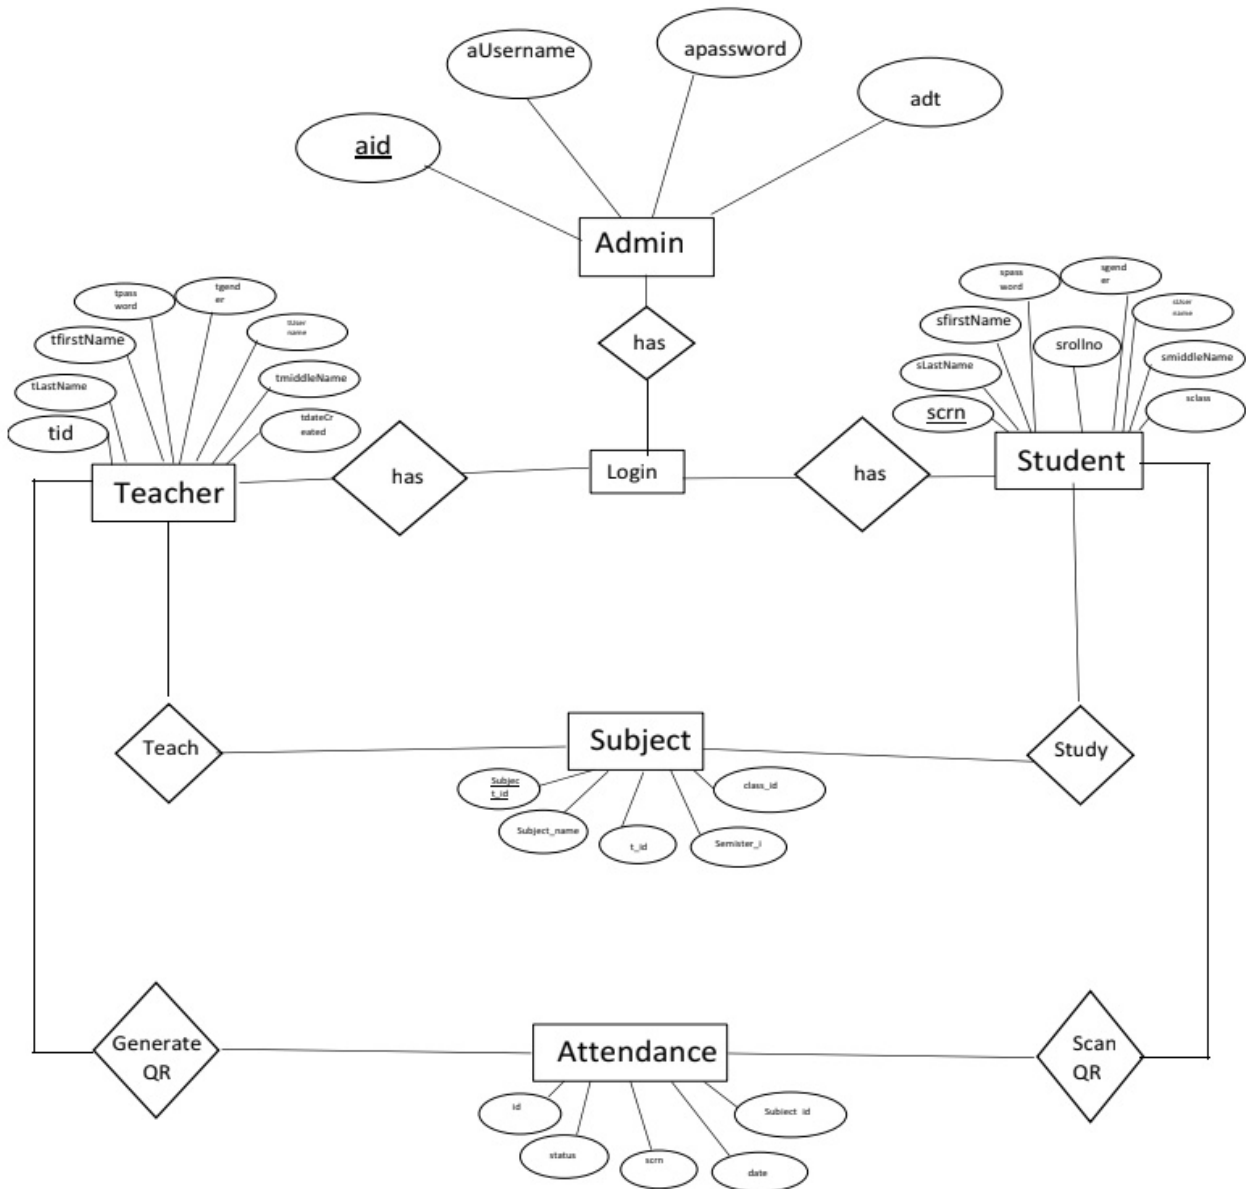 aUsername
apassword
adt
aid
Admin
has
tpass
word
tgend
er
tUser
name
tfirstName
tmiddleName
tLastName
tdateCr
eated
tid
Teacher
has
Login
has
spass
word
sgend
er
sUser
name
sfirstName
srollno
smiddleName
sLastName
sclass
scrn
Student
Teach
Subject
Study
Subjec
t_id
class_id
Subject_name
t_id
Semister_i
Generate
QR
Attendance
Scan
QR
id
Subject id
status
scrn
date